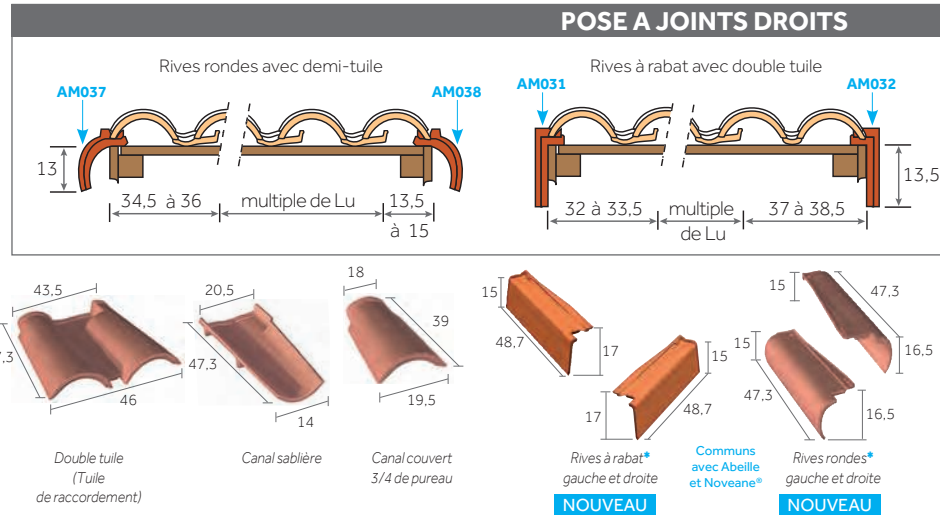 POSE A JOINTS DROITS
Rives rondes avec demi-tuile
AM037
AM038
13
34,5 à 36
multiple de Lu
13,5
à 15
Rives à rabat avec double tuile
AM031
AM032
13,5
32 à 33,5
multiple
de Lu
37 à 38,5
43,5
7,3
46
Double tuile
(Tuile
de raccordement)
20,5
47,3
14
Canal sablière
18
39
19,5
Canal couvert
3/4 de pureau
15
48,7
17
15
17
48,7
Rives à rabat*
gauche et droite
NOUVEAU
Communs
avec Abeille
et Noveane®
15
47,3
16,5
15
47,3
16,5
Rives rondes*
gauche et droite
NOUVEAU